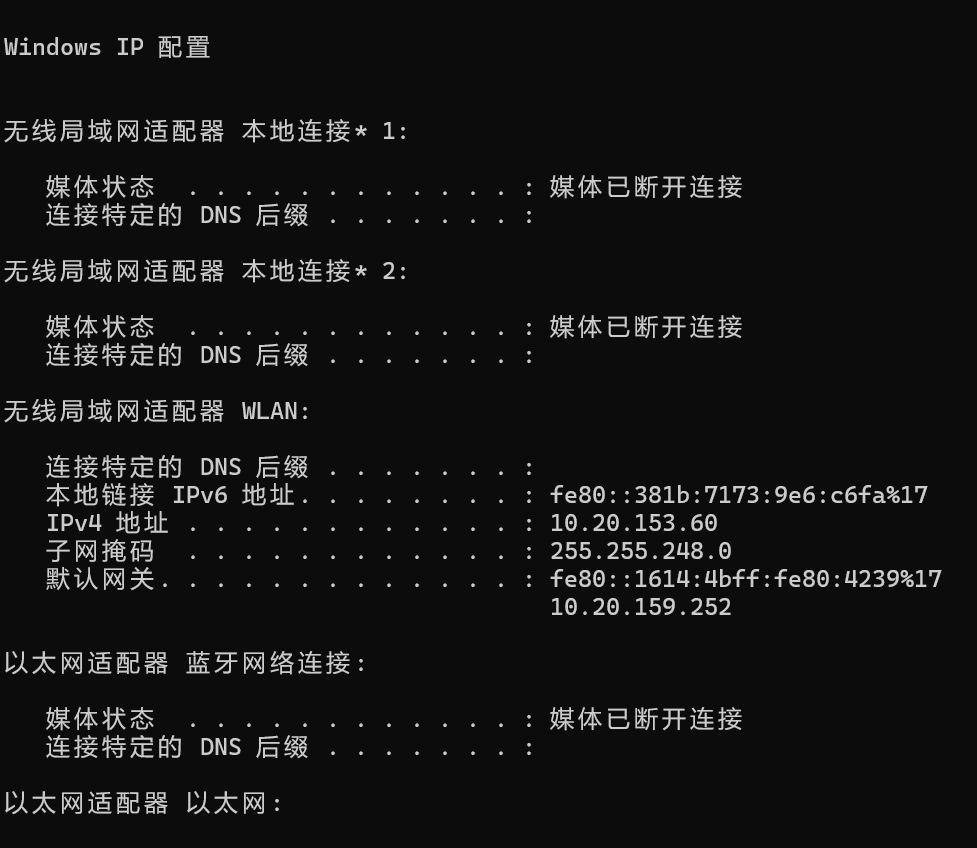 Windows IP 配置
无线局域网适配器 本地连接* 1:
媒体状态  . . . . . . . . . . . . : 媒体已断开连接
连接特定的 DNS 后缀 . . . . . . . :
无线局域网适配器 本地连接* 2:
媒体状态  . . . . . . . . . . . . : 媒体已断开连接
连接特定的 DNS 后缀 . . . . . . . :
无线局域网适配器 WLAN:
连接特定的 DNS 后缀 . . . . . . . :
本地链接 IPv6 地址. . . . . . . . : fe80::381b:7173:9e6:c6fa%17
IPv4 地址 . . . . . . . . . . . . : 10.20.153.60
子网掩码  . . . . . . . . . . . . : 255.255.248.0
默认网关. . . . . . . . . . . . . : fe80::1614:4bff:fe80:4239%17
10.20.159.252
以太网适配器 蓝牙网络连接:
媒体状态  . . . . . . . . . . . . : 媒体已断开连接
连接特定的 DNS 后缀 . . . . . . . :
以太网适配器 以太网: